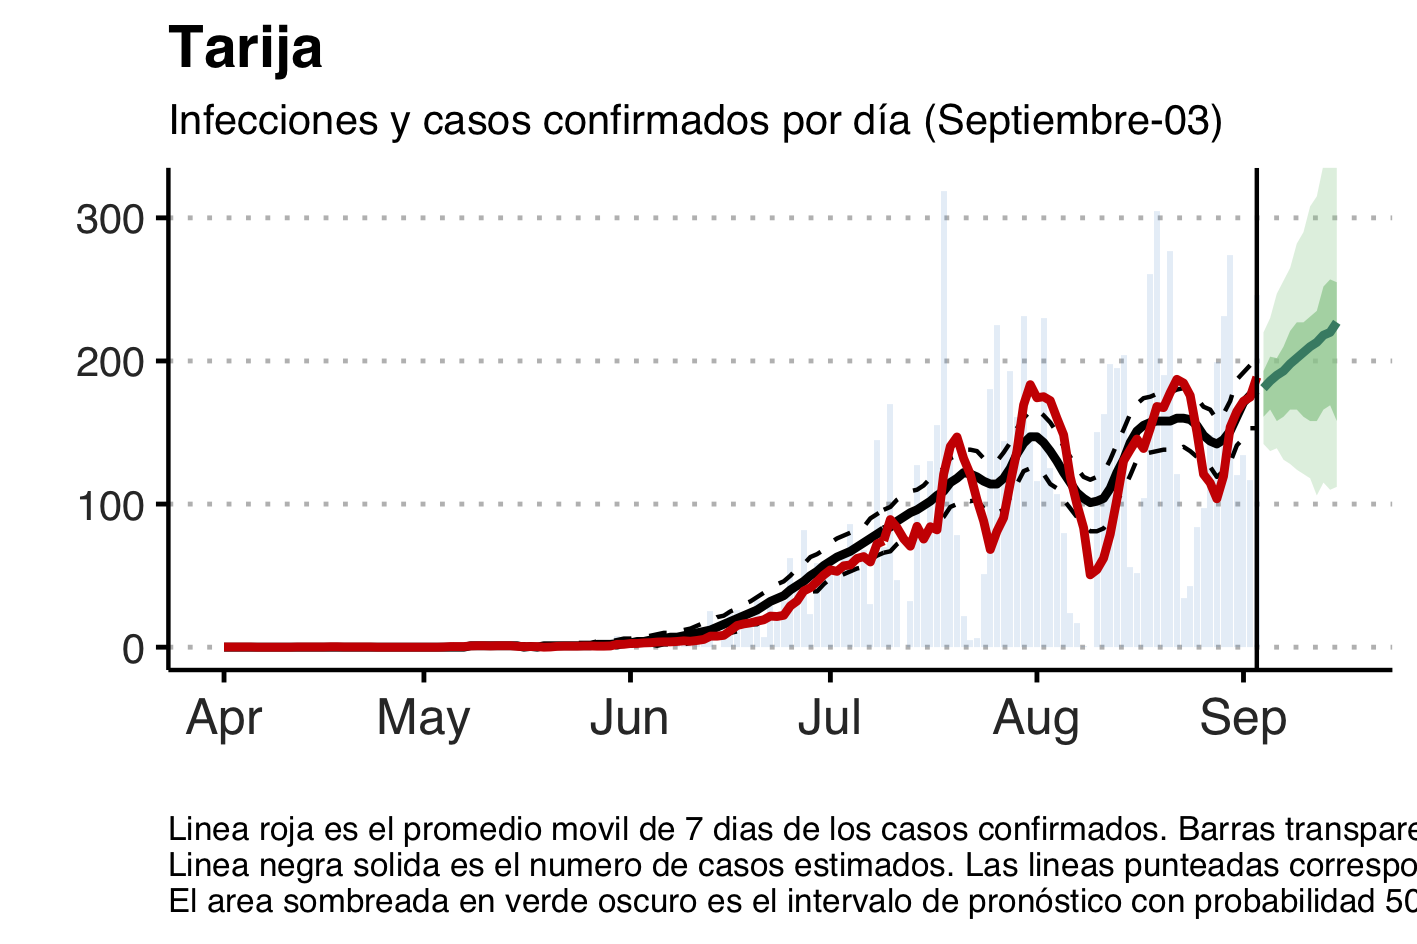 Tarija
Infecciones y casos confirmados por día (Septiembre-03)
300
200
100
0
Apr May Jun Jul Aug Sep
Linea roja es el promedio movil de 7 dias de los casos confirmados. Barras
Linea negra solida es el numero de casos estimados. Las lineas punteadas
El area sombreada en verde oscuro es el intervalo de pronóstico con probabilidad